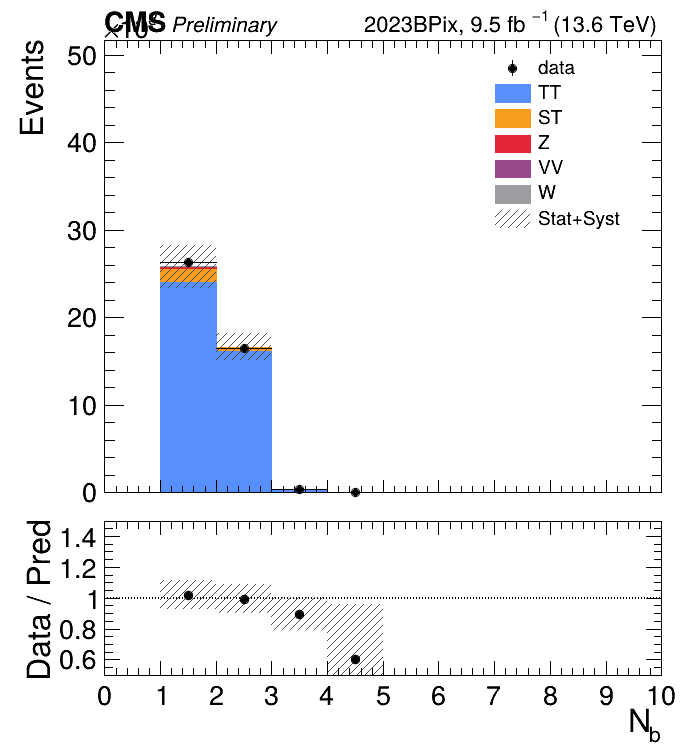 CMS Preliminary 2023BPix, 9.5 fb⁻¹ (13.6 TeV)
Events
50
40
30
20
10
0
data
TT
ST
Z
VV
W
Stat+Syst
Data / Pred
1.4
1.2
1
0.8
0.6
0 1 2 3 4 5 6 7 8 9 10
N_b